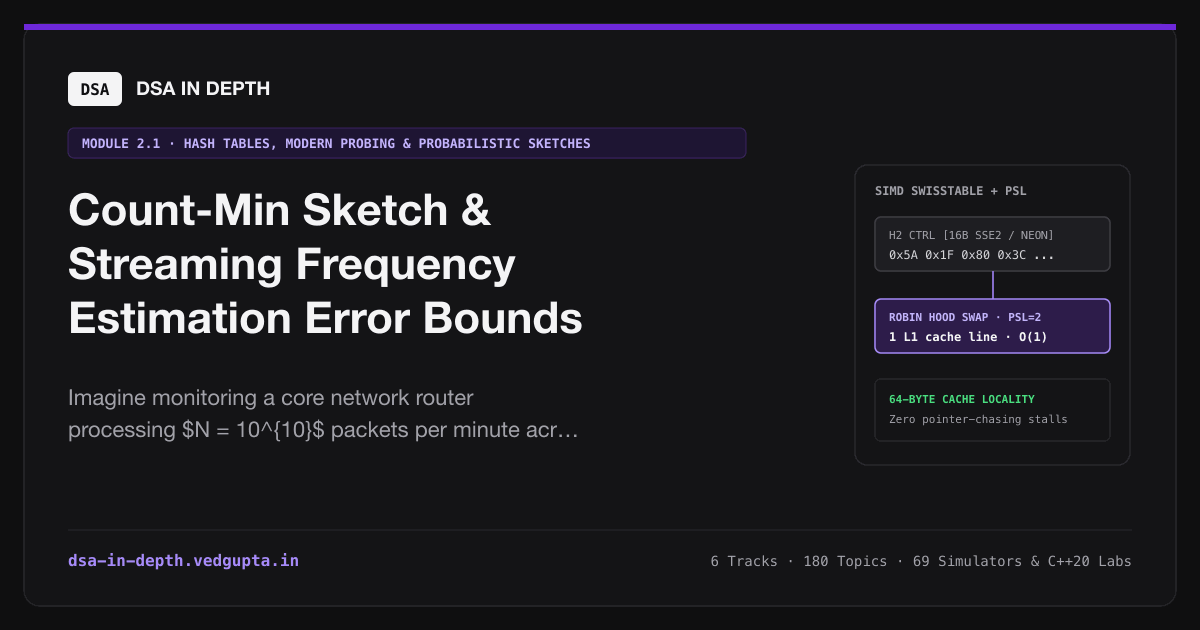 DSA
DSA IN DEPTH
MODULE 2.1 · HASH TABLES, MODERN PROBING & PROBABILISTIC SKETCHES
Count-Min Sketch &
Streaming Frequency
Estimation Error Bounds
Imagine monitoring a core network router
processing $N = 10^{10}$ packets per minute acr…
SIMD SWISSTABLE + PSL
H2 CTRL [16B SSE2 / NEON]
0x5A 0x1F 0x80 0x3C ...
ROBIN HOOD SWAP · PSL=2
1 L1 cache line · O(1)
64-BYTE CACHE LOCALITY
Zero pointer-chasing stalls
dsa-in-depth.vedgupta.in
6 Tracks · 180 Topics · 69 Simulators & C++20 Labs